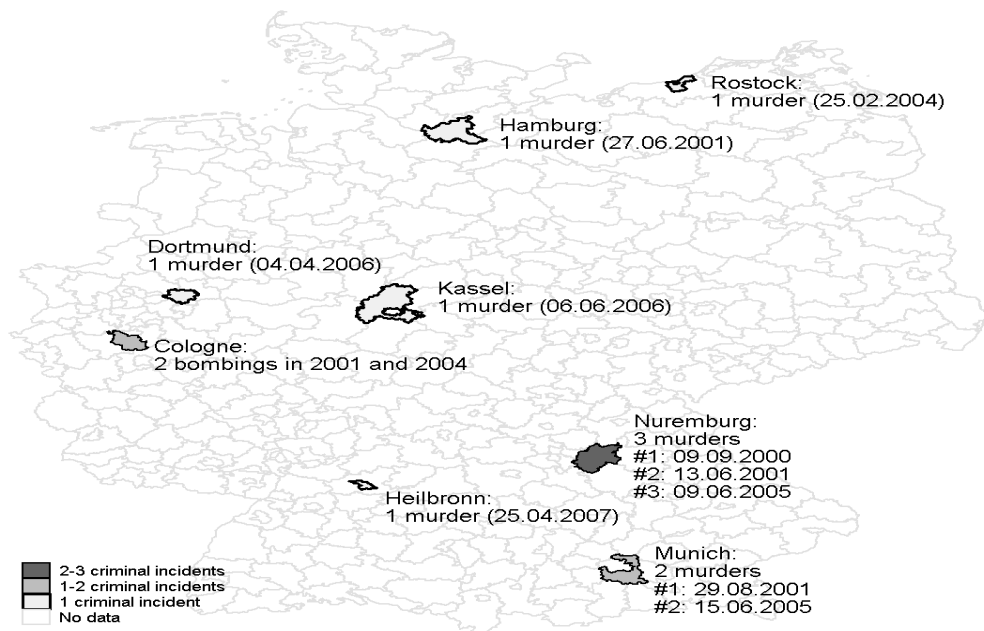 Rostock:
1 murder (25.02.2004)
Hamburg:
1 murder (27.06.2001)
Dortmund:
1 murder (04.04.2006)
Kassel:
1 murder (06.06.2006)
Cologne:
2 bombings in 2001 and 2004
Nuremburg:
3 murders
#1: 09.09.2000
#2: 13.06.2001
#3: 09.06.2005
Heilbronn:
1 murder (25.04.2007)
Munich:
2 murders
#1: 29.08.2001
#2: 15.06.2005
2-3 criminal incidents
1-2 criminal incidents
1 criminal incident
No data